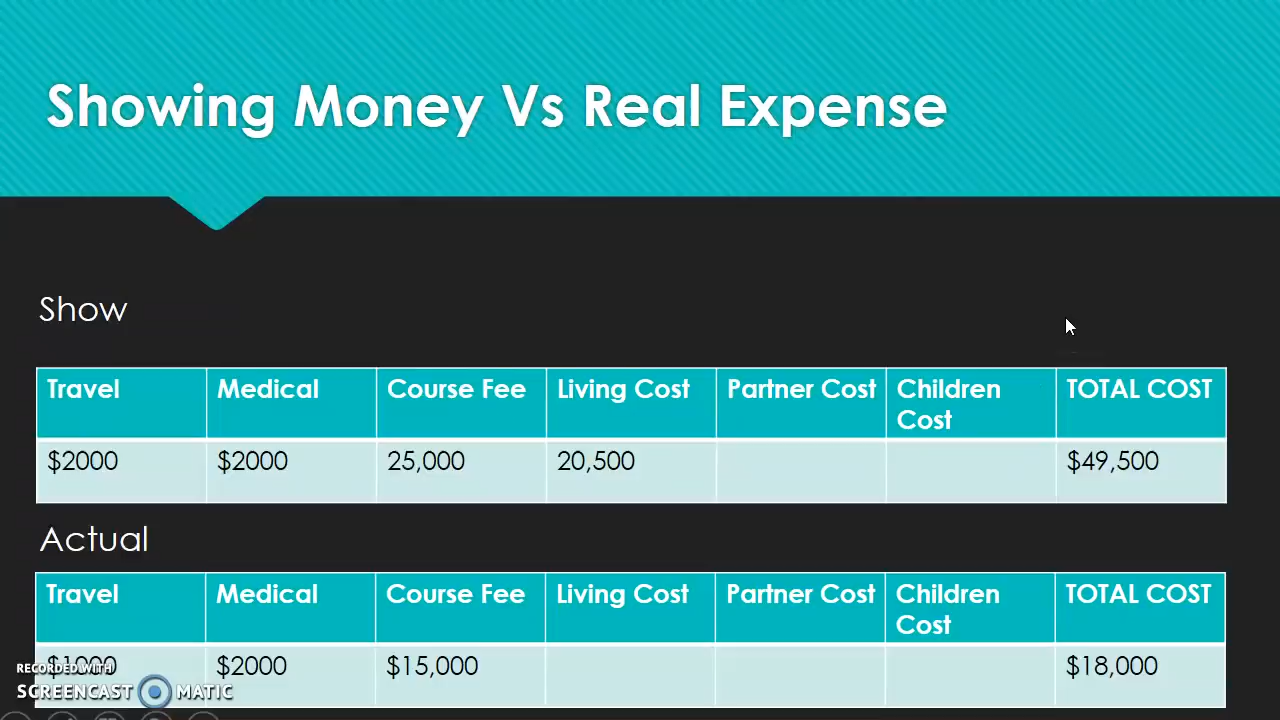 Showing Money Vs Real Expense
Show
Travel Medical Course Fee Living Cost Partner Cost Children Cost TOTAL COST
$2000 $2000 25,000 20,500 $49,500
Actual
Travel Medical Course Fee Living Cost Partner Cost Children Cost TOTAL COST
$1000 $2000 $15,000 $18,000
RECORDED WITH
SCREENCAST MATIC